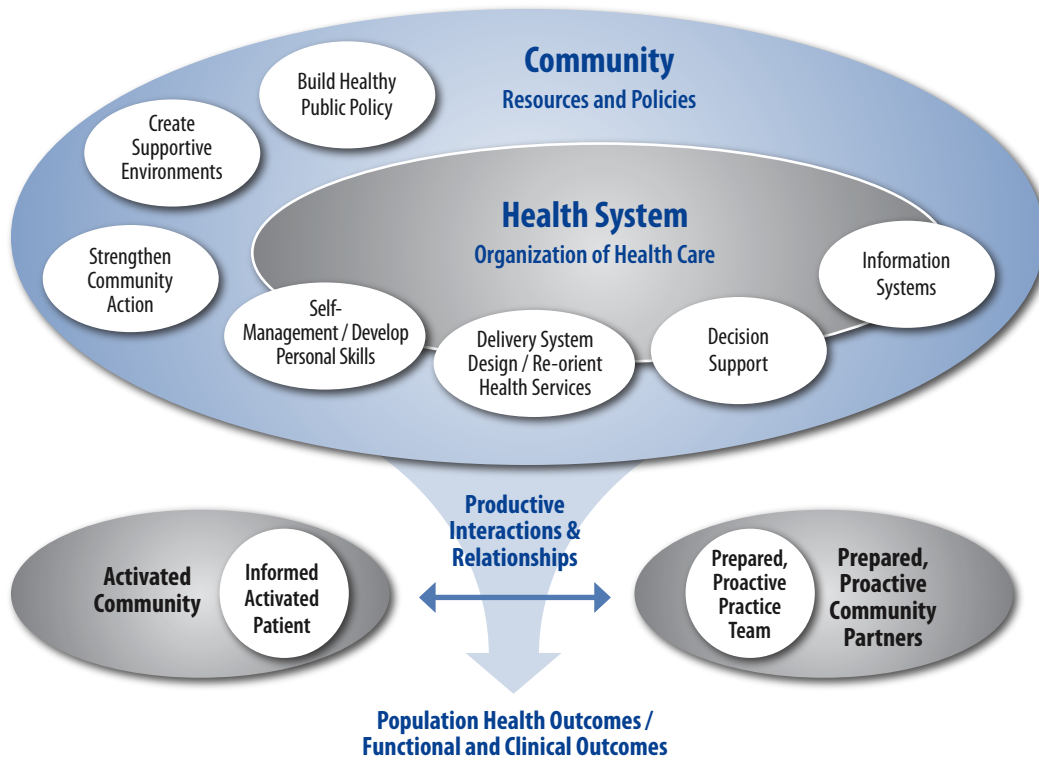 Community
Resources and Policies
Build Healthy
Public Policy
Create
Supportive
Environments
Strengthen
Community
Action
Health System
Organization of Health Care
Self-
Management / Develop
Personal Skills
Delivery System
Design / Re-orient
Health Services
Decision
Support
Information
Systems
Productive
Interactions &
Relationships
Activated
Community
Informed
Activated
Patient
Prepared,
Proactive
Practice
Team
Prepared,
Proactive
Community
Partners
Population Health Outcomes /
Functional and Clinical Outcomes